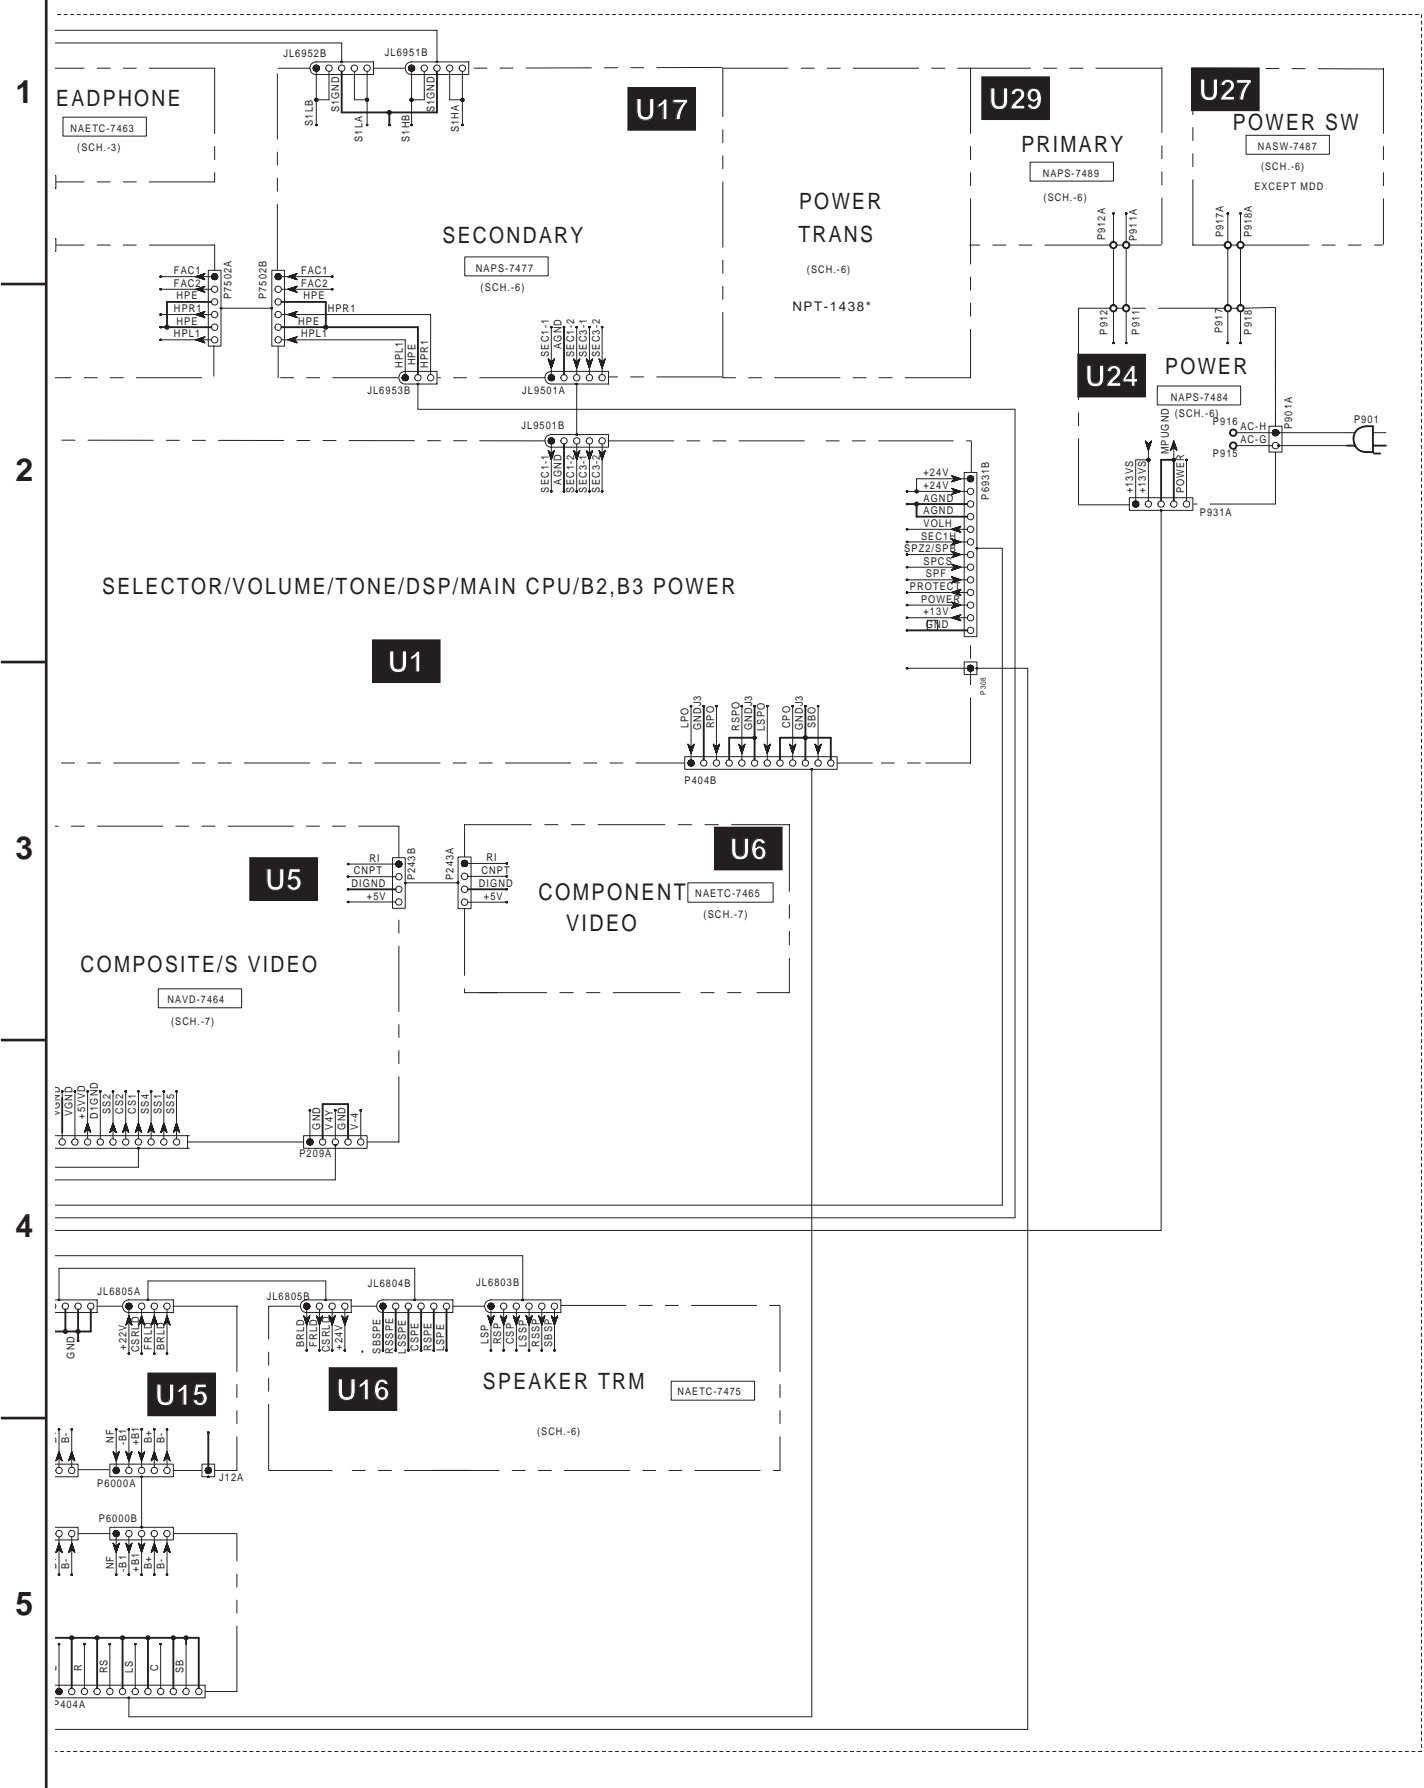 1
EADPHONE
NAETC-7463
(SCH.-3)
JL6952B
JL6951B
S1LB
S1GND
S1LA
S1HB
S1GND
S1HA
U17
SECONDARY
NAPS-7477
(SCH.-6)
POWER
TRANS
(SCH.-6)
NPT-1438*
U29
PRIMARY
NAPS-7489
(SCH.-6)
P912A
P911A
U27
POWER SW
NASW-7487
(SCH.-6)
EXCEPT MDD
P917A
P918A
FAC1
FAC2
HPE
HPR1
HPE
HPL1
P7502A
P7502B
FAC1
FAC2
HPE
HPR1
HPE
HPL1
HPL1
HPE
HPR1
JL6953B
SEC1-1
AGND
SEC1-2
SEC3-1
SEC3-2
JL9501A
P912
P911
P917
P918
U24
POWER
NAPS-7484
(SCH.-6)
P916
AC-H
AC-G
P915
P901A
P901
+13VS
+13VS
MPUGND
POWER
P931A
2
JL9501B
SEC1-1
AGND
SEC1-2
SEC3-1
SEC3-2
+24V
+24V
AGND
AGND
VOLH
SEC1H
SPZ2/SPB
SPCS
SPF
PROTECT
POWER
+13V
GND
P6931B
SELECTOR/VOLUME/TONE/DSP/MAIN CPU/B2,B3 POWER
U1
P308
LPO
GNDJ3
RPO
RSPO
GNDJ3
LSPO
CPO
GNDJ3
SBO
P404B
3
U5
RI
CNPT
DIGND
+5V
P243B
P243A
RI
CNPT
DIGND
+5V
U6
COMPONENT
VIDEO
NAETC-7465
(SCH.-7)
COMPOSITE/S VIDEO
NAVD-7464
(SCH.-7)
VGND
VGND
+5VVD
D1GND
SS2
CS2
CS1
SS4
SS1
SS5
GND
V4Y
GND
V-4
P209A
4
JL6805A
GND
+22V
CSRLD
FRLD
BRLD
U15
JL6805B
JL6804B
JL6803B
BRLD
FRLD
CSRLD
+24V
SBSPE
RSSPE
LSSPE
CSPE
RSPE
LSPE
LSP
RSP
CSP
LSSP
RSSP
SBSP
U16
SPEAKER TRM
NAETC-7475
(SCH.-6)
B-
NF
-B1
+B1
B+
B-
P6000A
J12A
P6000B
B-
NF
-B1
+B1
B+
B-
5
R
RS
LS
C
SB
P404A